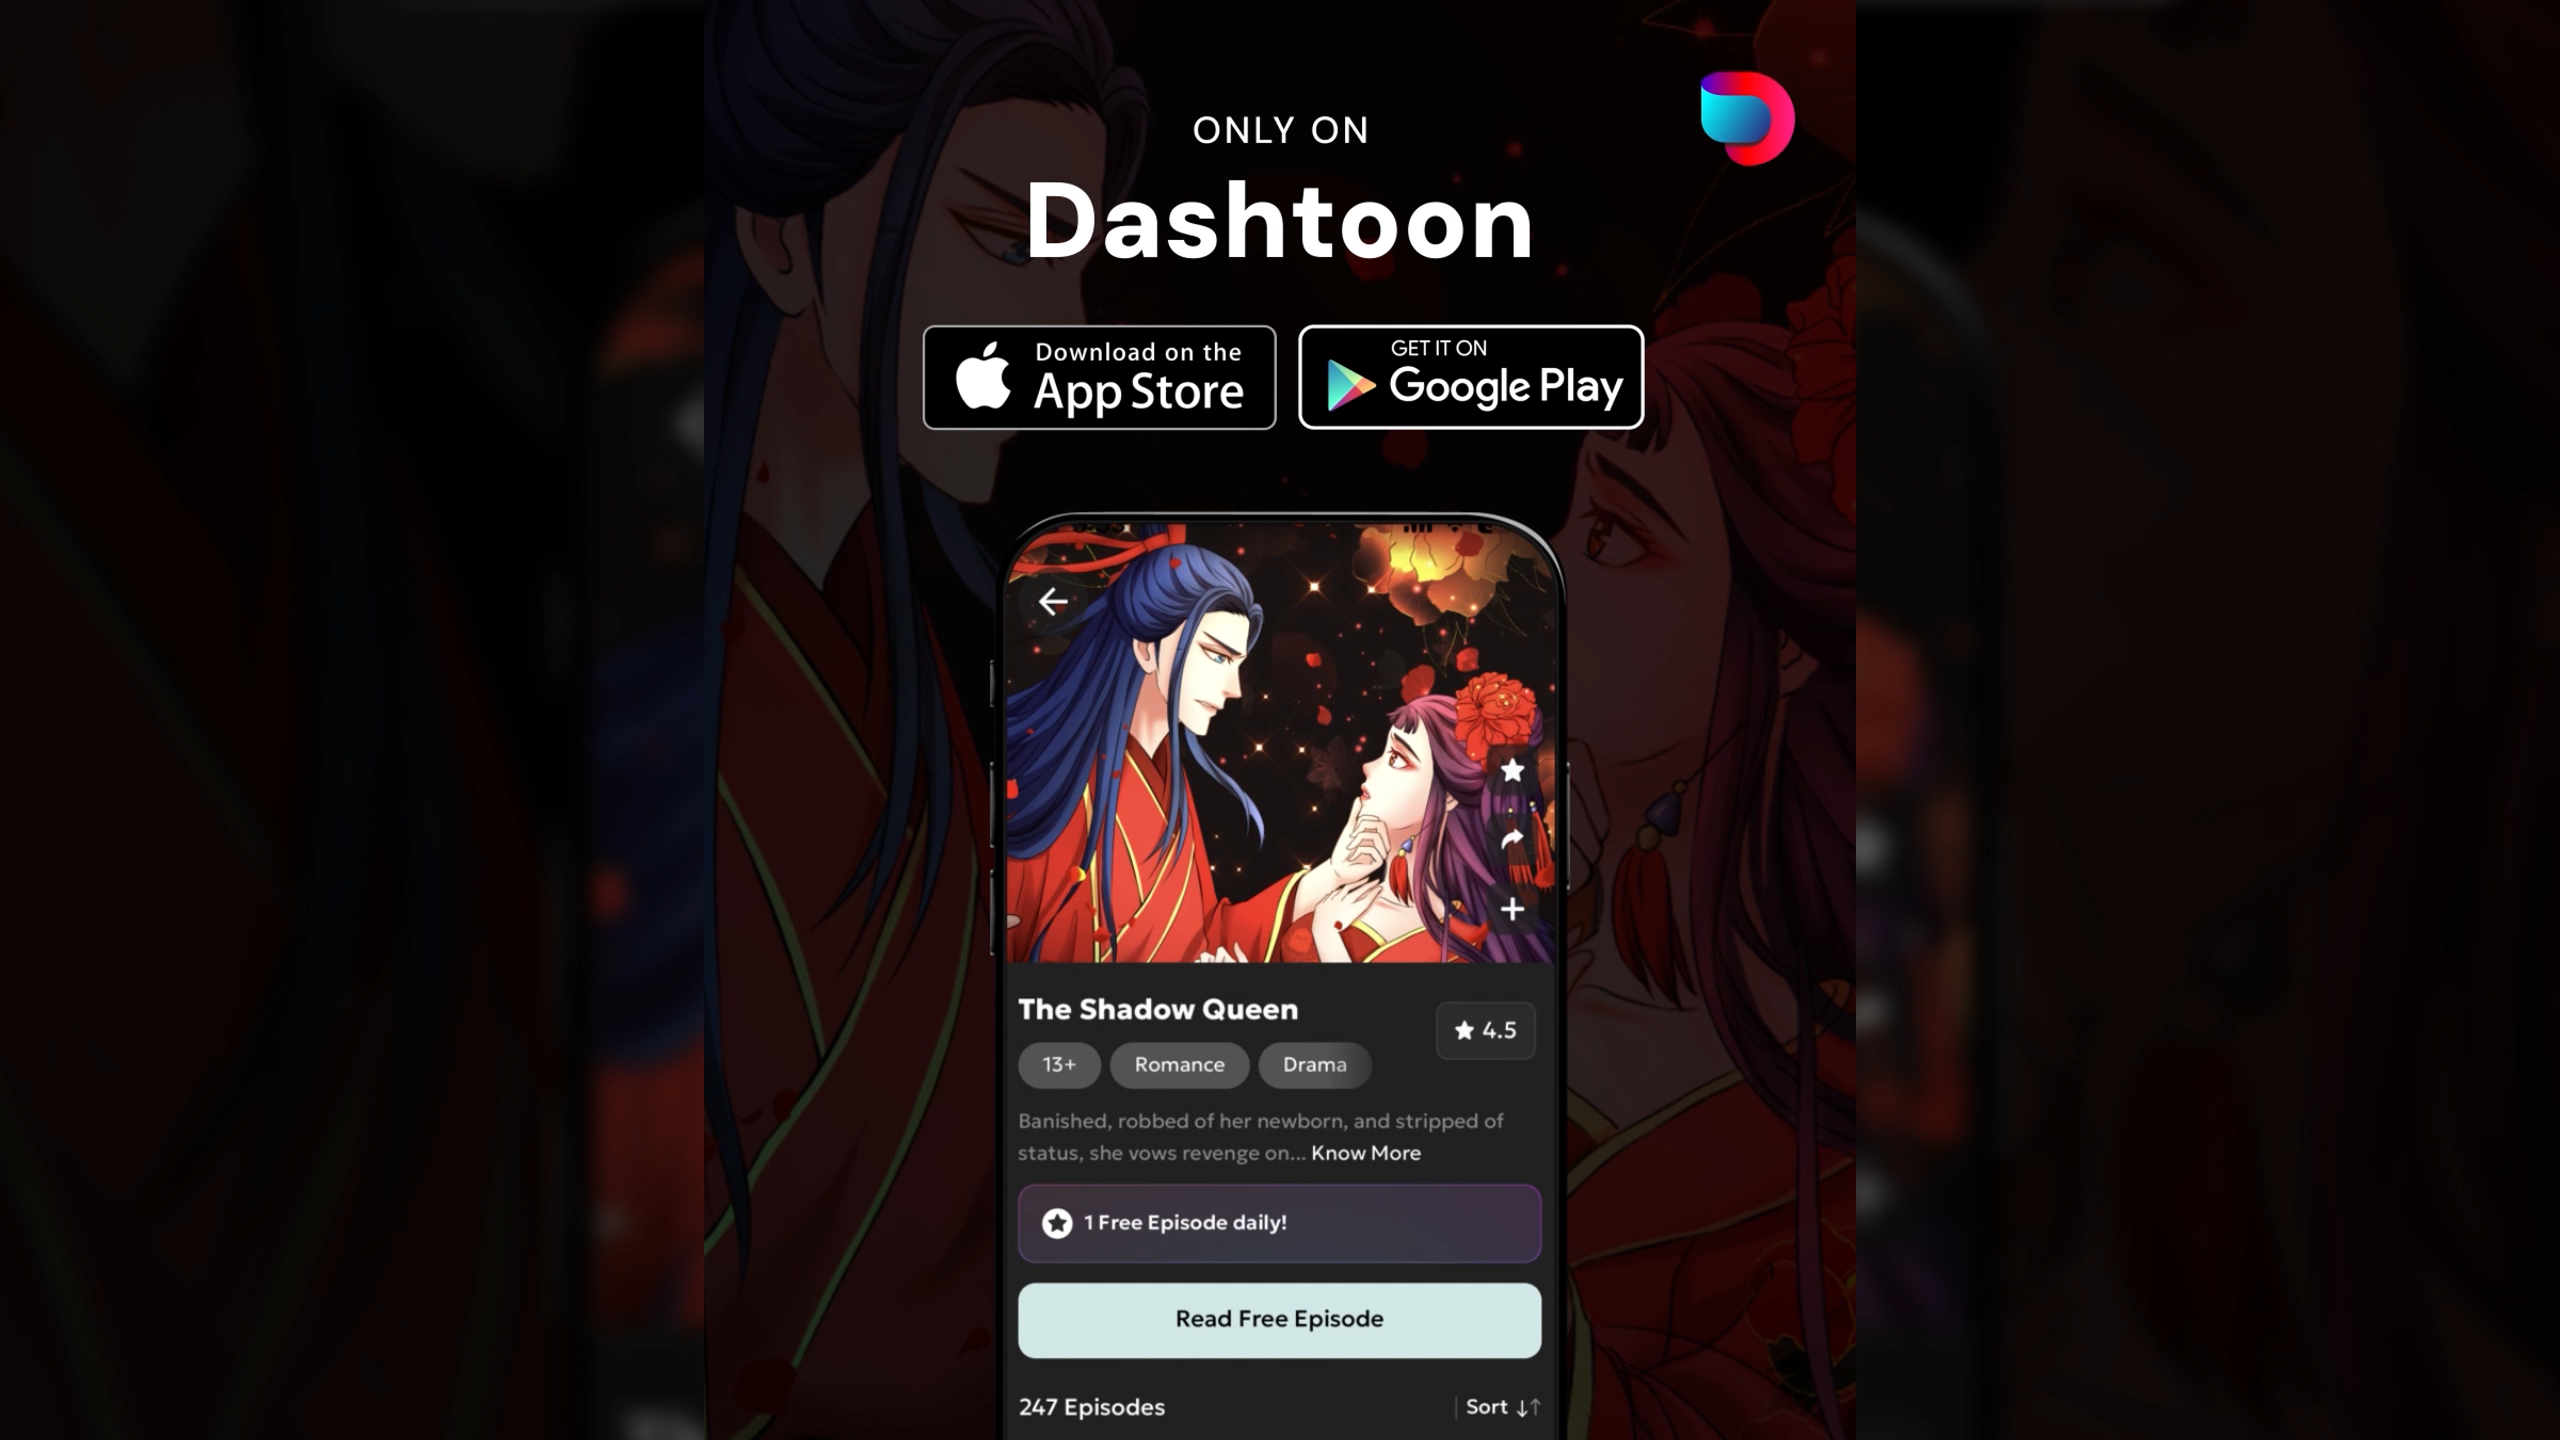 ONLY ON
Dashtoon
Download on the
App Store
GET IT ON
Google Play
The Shadow Queen
4.5
13+
Romance
Drama
Banished, robbed of her newborn, and stripped of
status, she vows revenge on... Know More
1 Free Episode daily!
Read Free Episode
247 Episodes
Sort